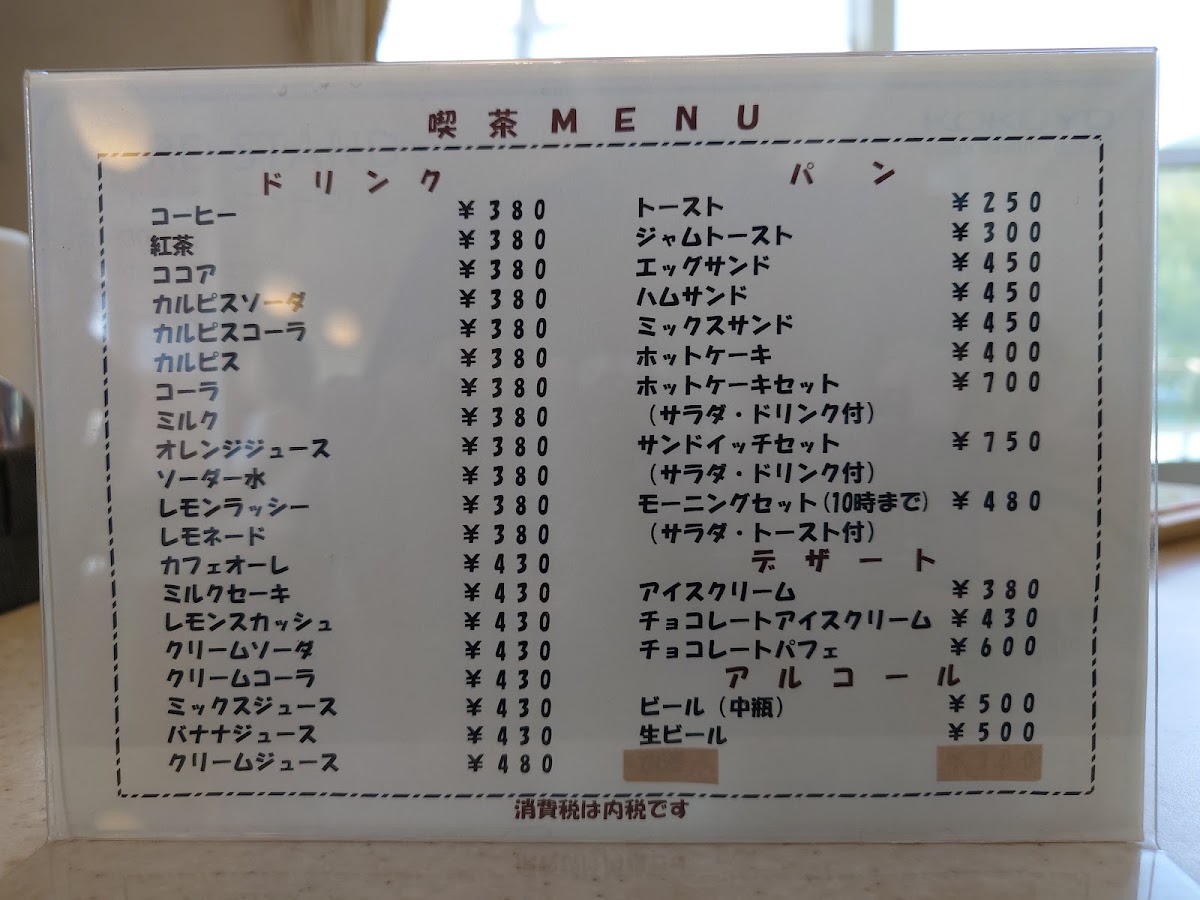 喫茶MENU
ドリンク
コーヒー ¥380
紅茶 ¥380
ココア ¥380
カルピスソーダ ¥380
カルピスコーラ ¥380
カルピス ¥380
コーラ ¥380
ミルク ¥380
オレンジジュース ¥380
ソーダー水 ¥380
レモンラッシー ¥380
レモネード ¥380
カフェオーレ ¥430
ミルクセーキ ¥430
レモンスカッシュ ¥430
クリームソーダ ¥430
クリームコーラ ¥430
ミックスジュース ¥430
バナナジュース ¥430
クリームジュース ¥480
パン
トースト ¥250
ジャムトースト ¥300
エッグサンド ¥450
ハムサンド ¥450
ミックスサンド ¥450
ホットケーキ ¥400
ホットケーキセット ¥700
（サラダ・ドリンク付）
サンドイッチセット ¥750
（サラダ・ドリンク付）
モーニングセット(10時まで) ¥480
（サラダ・トースト付）
デザート
アイスクリーム ¥380
チョコレートアイスクリーム ¥430
チョコレートパフェ ¥600
アルコール
ビール（中瓶） ¥500
生ビール ¥500
消費税は内税です